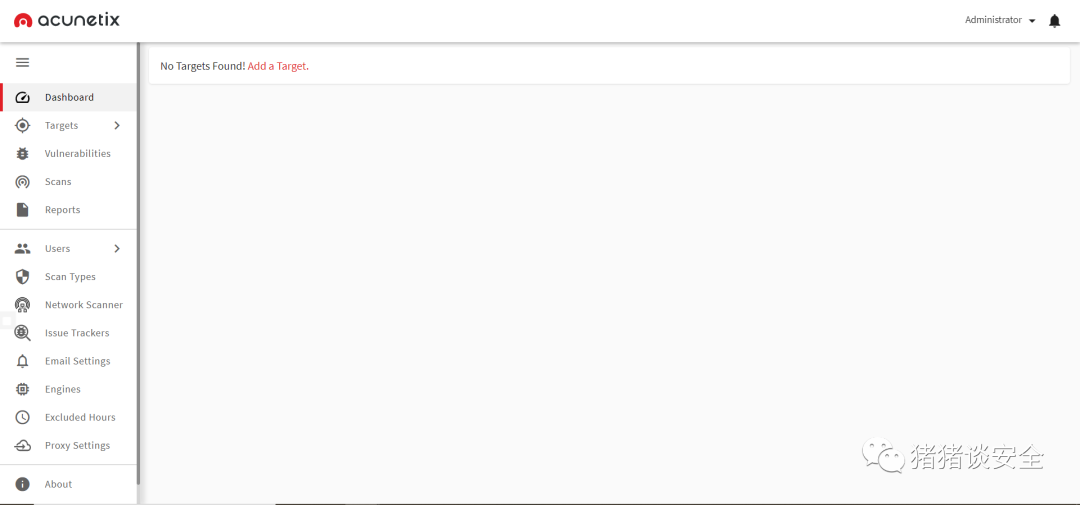 acunetix
Administrator
No Targets Found! Add a Target.
Dashboard
Targets
Vulnerabilities
Scans
Reports
Users
Scan Types
Network Scanner
Issue Trackers
Email Settings
Engines
Excluded Hours
Proxy Settings
About
猪猪谈安全